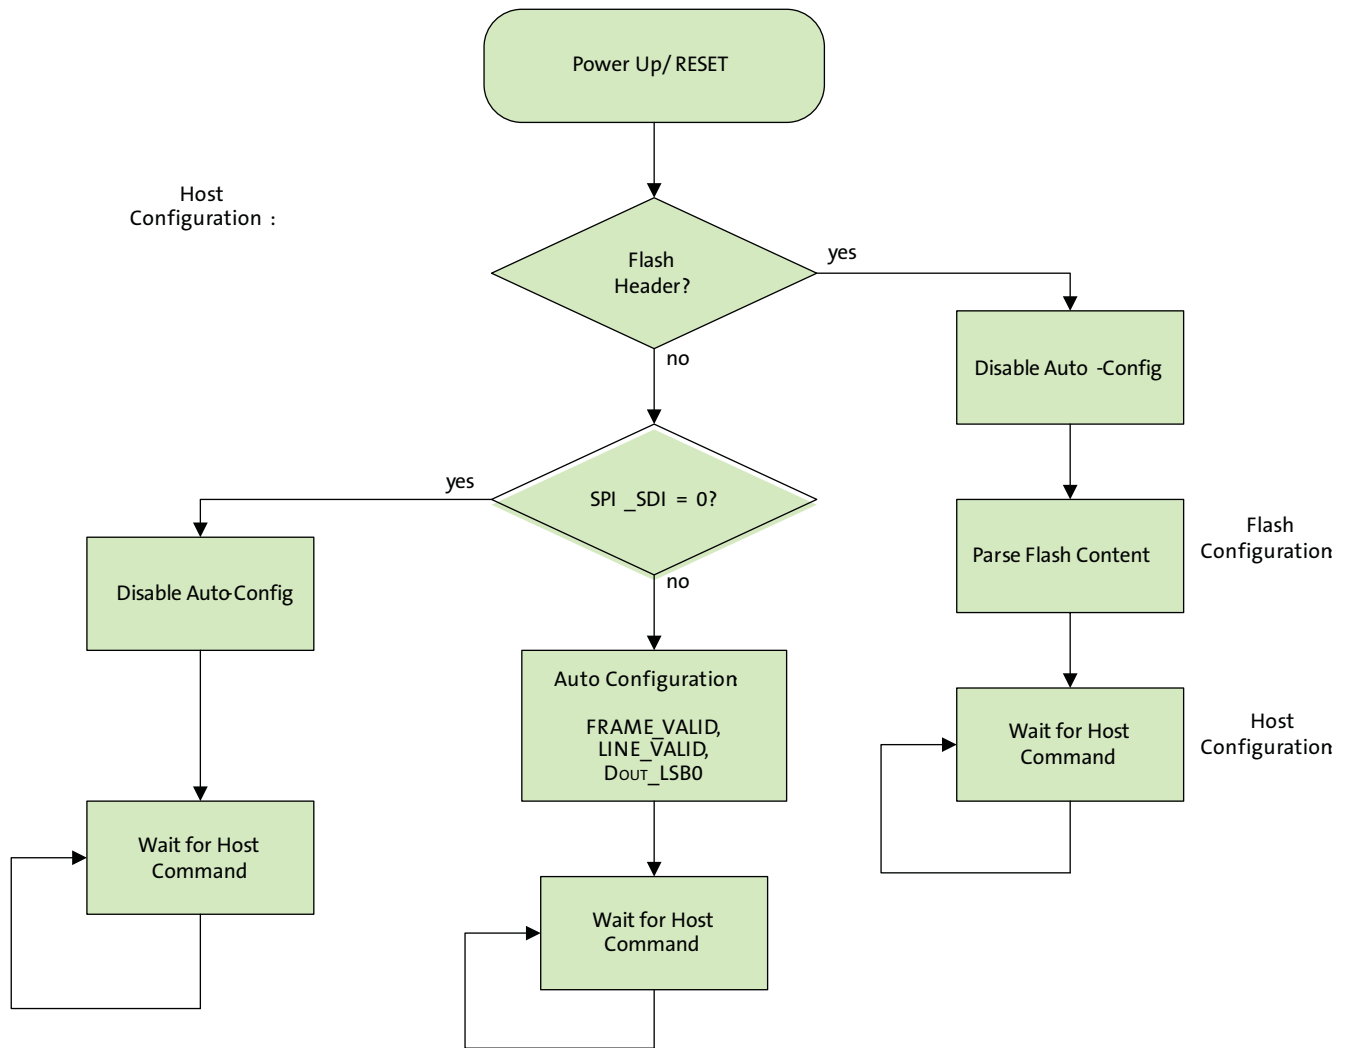 Power Up/ RESET
Host
Configuration :
Flash
Header?
yes
no
Disable Auto -Config
SPI _SDI = 0?
yes
no
Parse Flash Content
Flash
Configuration
Disable Auto-Config
Auto Configuration
FRAME_VALID,
LINE_VALID,
DOUT_LSB0
Wait for Host
Command
Host
Configuration
Wait for Host
Command
Wait for Host
Command